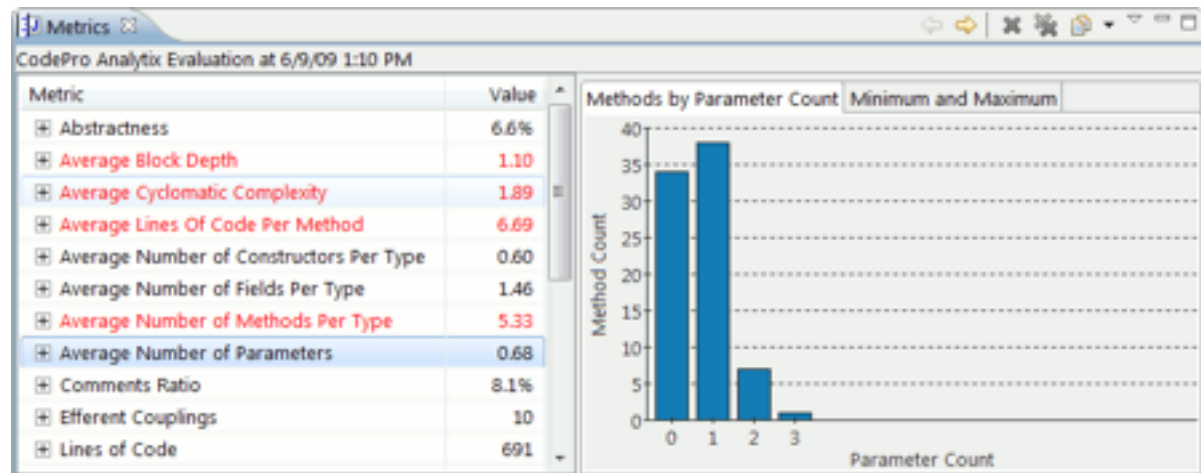 Metrics
CodePro Analytix Evaluation at 6/9/09 1:10 PM
Metric Value
Abstractness 6.6%
Average Block Depth 1.10
Average Cyclomatic Complexity 1.89
Average Lines Of Code Per Method 6.69
Average Number of Constructors Per Type 0.60
Average Number of Fields Per Type 1.46
Average Number of Methods Per Type 5.33
Average Number of Parameters 0.68
Comments Ratio 8.1%
Efferent Couplings 10
Lines of Code 691
Methods by Parameter Count Minimum and Maximum
Method Count
40
35
30
25
20
15
10
5
0
0 1 2 3
Parameter Count